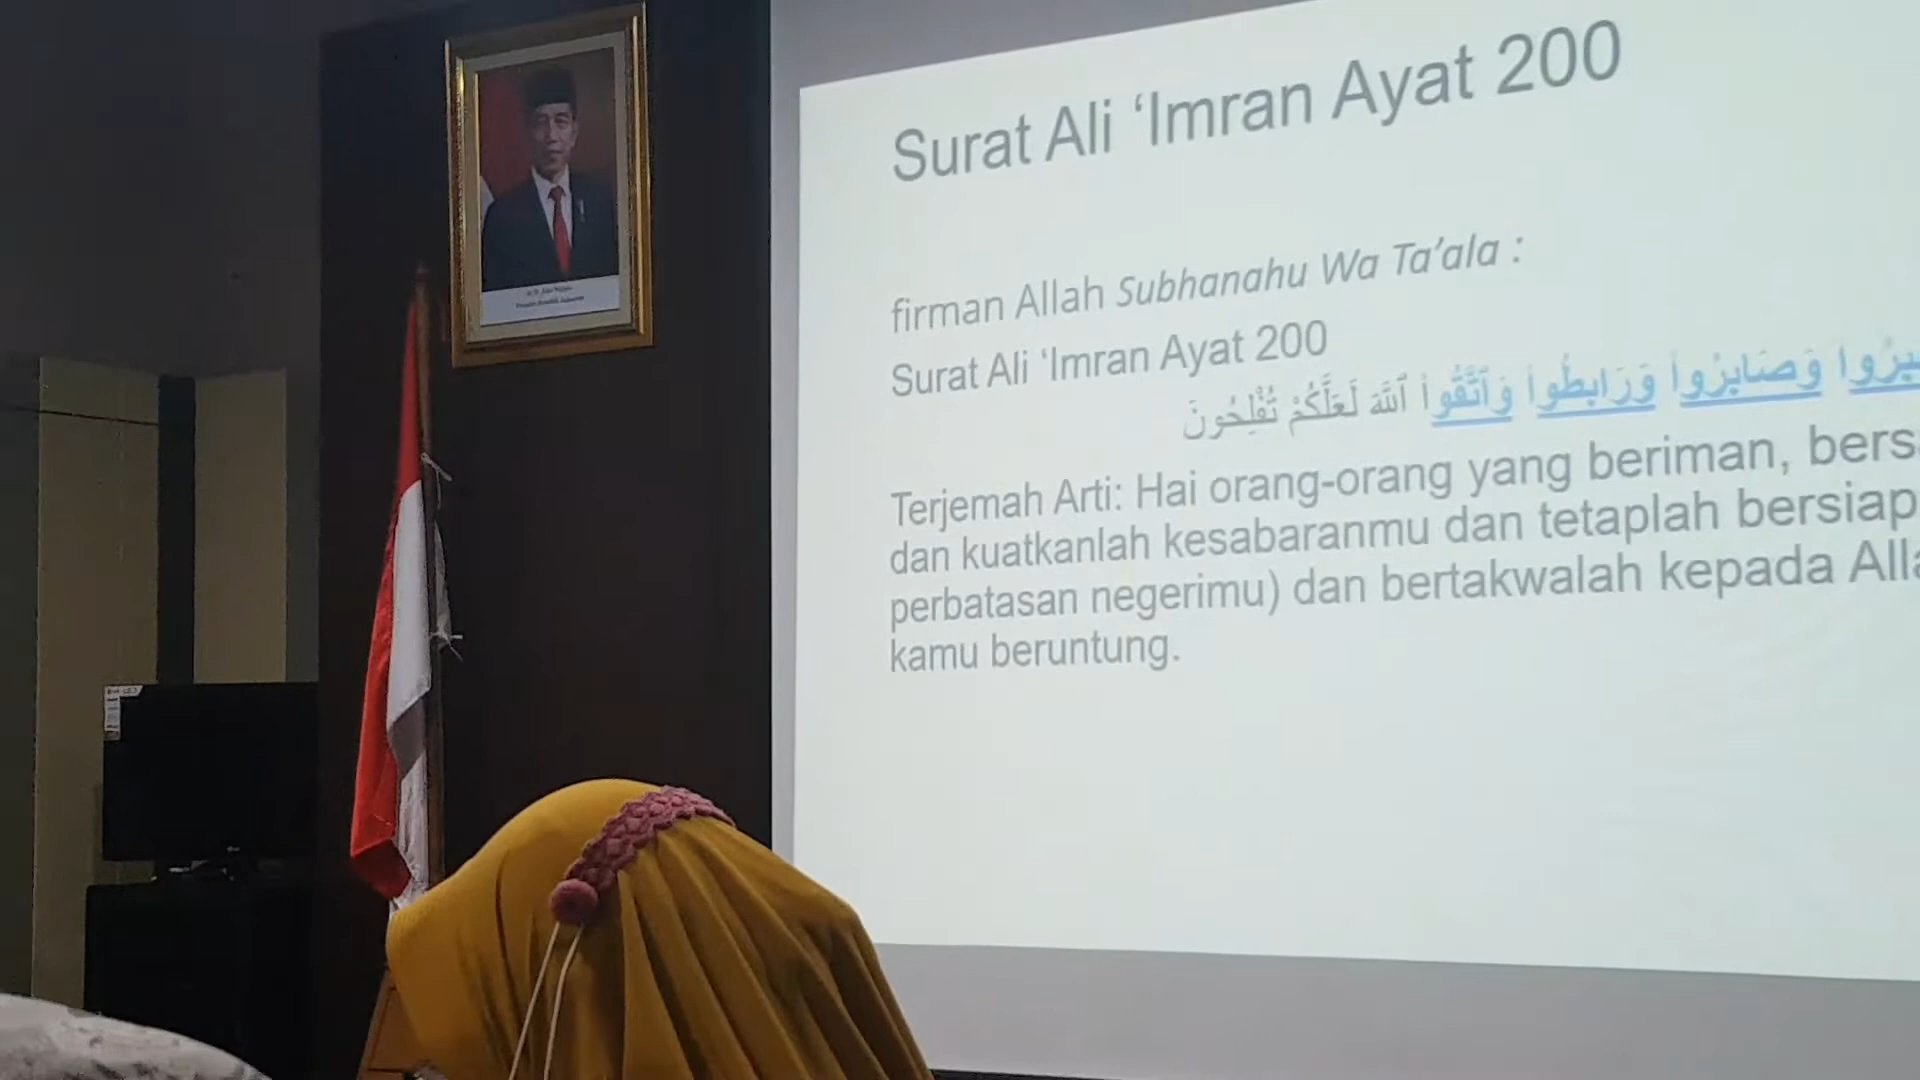 Surat Ali ‘Imran Ayat 200
firman Allah Subhanahu Wa Ta’ala :
Surat Ali ‘Imran Ayat 200
وَصَابِرُوا۟ وَرَابِطُوا۟ وَٱتَّقُوا۟ ٱللَّهَ لَعَلَّكُمْ تُفْلِحُونَ
Terjemah Arti: Hai orang-orang yang beriman, bers
dan kuatkanlah kesabaranmu dan tetaplah bersiap
perbatasan negerimu) dan bertakwalah kepada Alla
kamu beruntung.